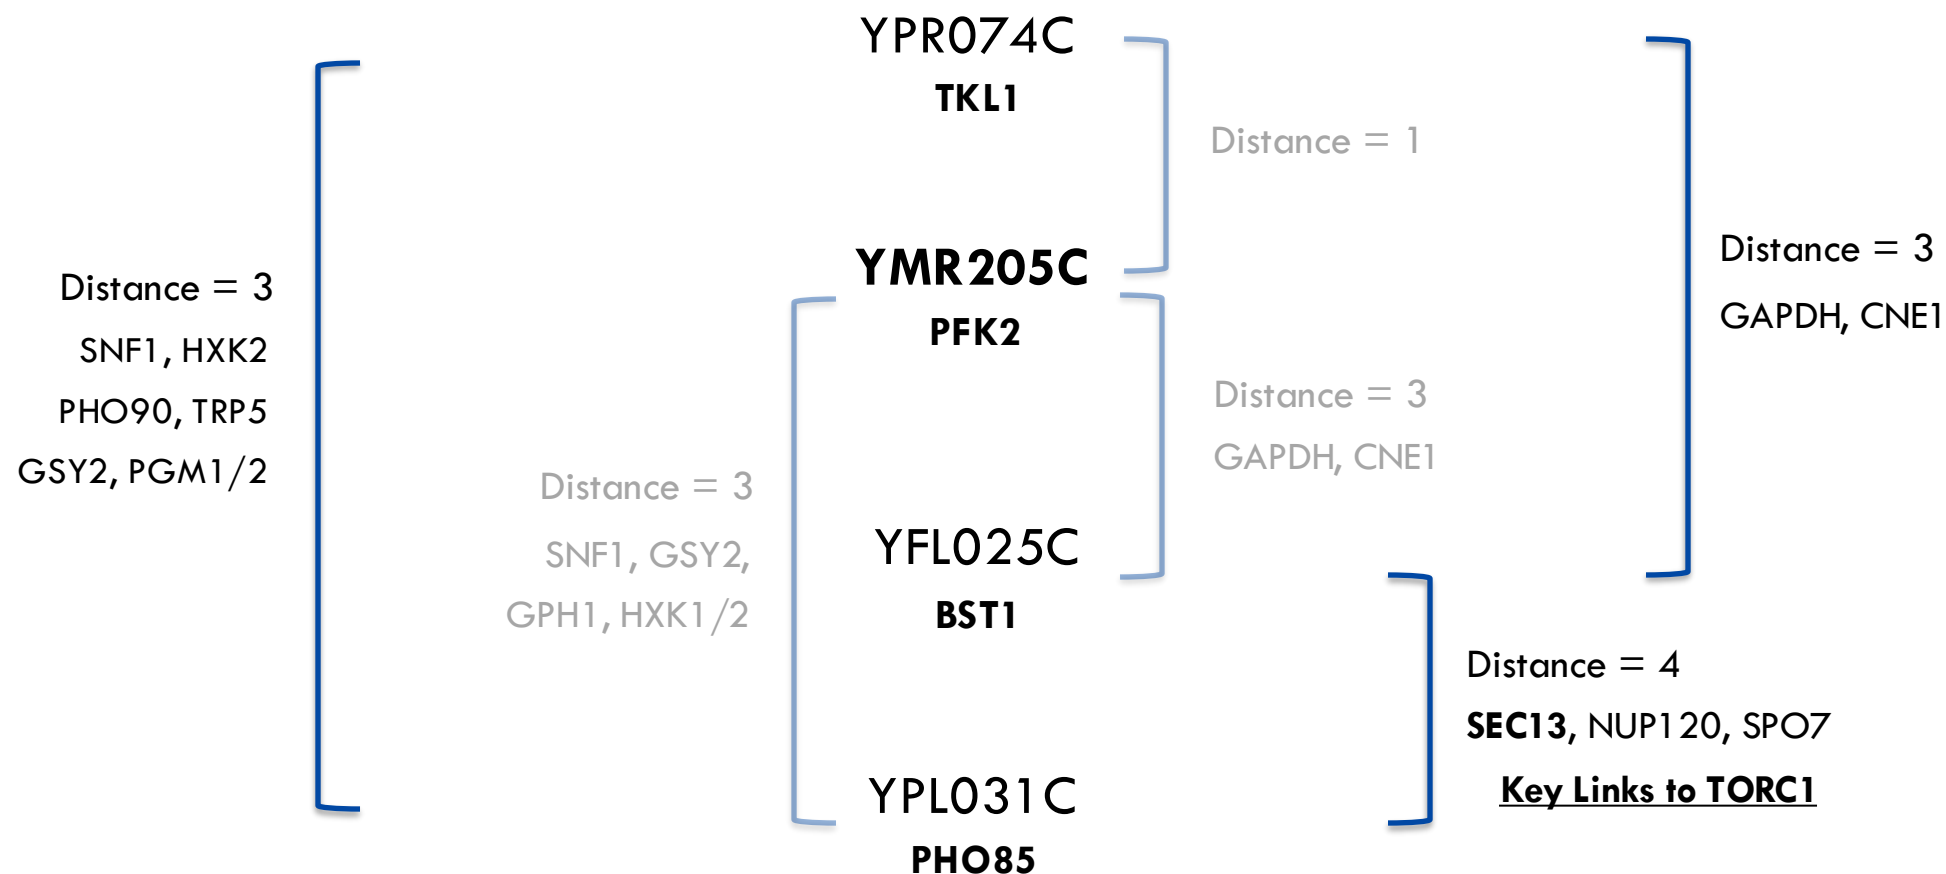 YPR074C
TKL1
Distance = 1
YMR205C
PFK2
Distance = 3
GAPDH, CNE1
Distance = 3
SNF1, HXK2
PHO90, TRP5
GSY2, PGM1/2
Distance = 3
GAPDH, CNE1
Distance = 3
SNF1, GSY2,
GPH1, HXK1/2
YFL025C
BST1
Distance = 4
SEC13, NUP120, SPO7
Key Links to TORC1
YPL031C
PHO85